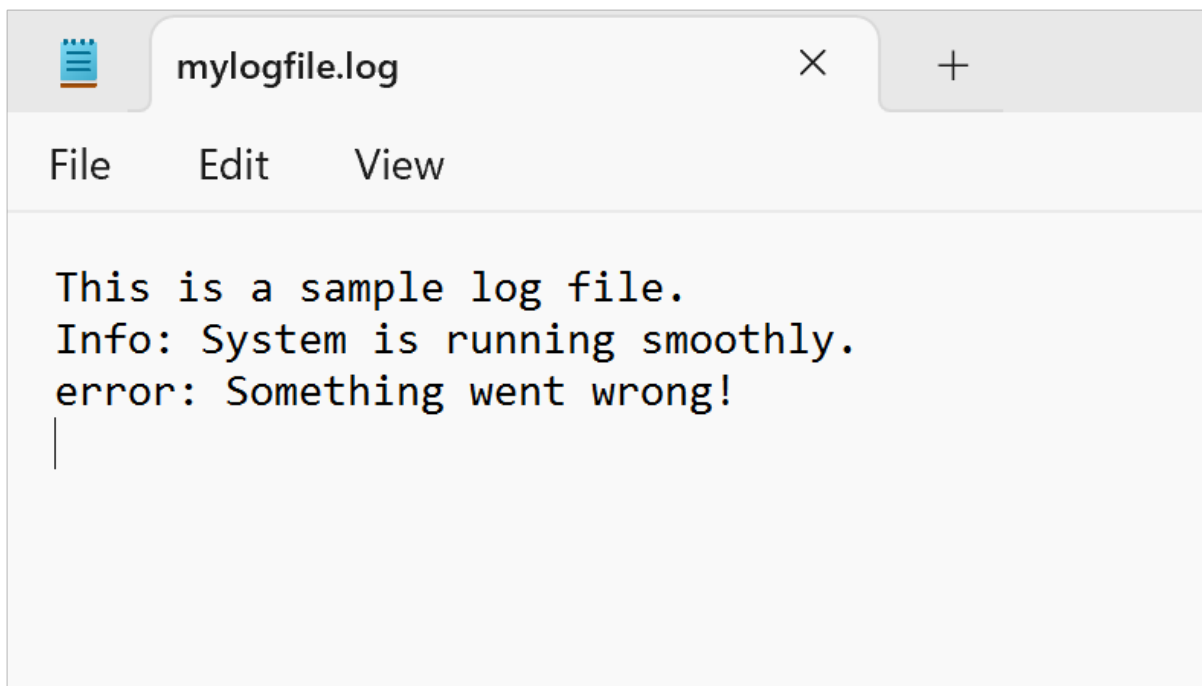 mylogfile.log
File Edit View
This is a sample log file.
Info: System is running smoothly.
error: Something went wrong!